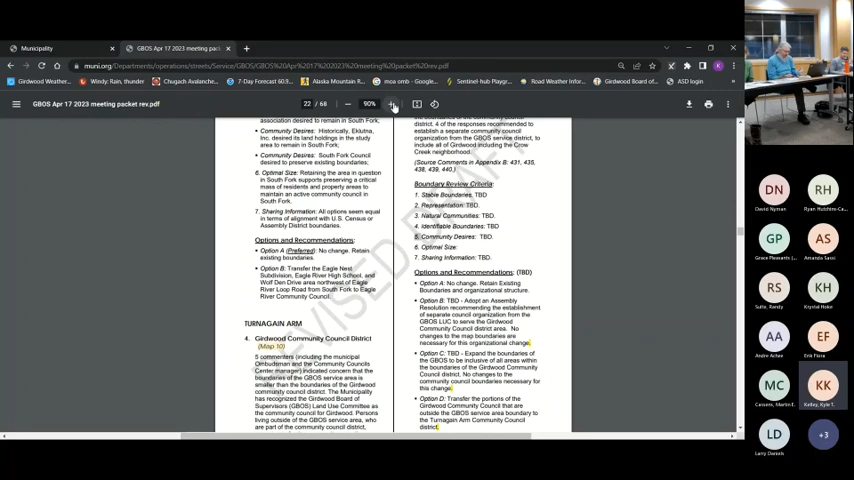 Municipality
GBOS Apr 17 2023 meeting pac
muni.org/Departments/operations/streets/Service/GBOS/GBOS%20Apr%2017%202023%20meeting%20packet%20rev.pdf
Girdwood Weather...
Windy: Rain, thunder
Chugach Avalanche...
7-Day Forecast 60.9...
Alaska Mountain R...
moa omb - Google...
Sentinel-hub Playgr...
Road Weather Infor...
Girdwood Board of...
ASD login
GBOS Apr 17 2023 meeting packet rev.pdf
22 / 68
90%
association desired to remain in South Fork;
• Community Desires: Historically, Eklutna,
Inc. desired its land holdings in the study
area to remain in South Fork;
• Community Desires: South Fork Council
desired to preserve existing boundaries;
6. Optimal Size: Retaining the area in question
in South Fork supports preserving a critical
mass of residents and property areas to
maintain an active community council in
South Fork;
7. Sharing Information: All options seem equal
in terms of alignment with U.S. Census or
Assembly District boundaries.
Options and Recommendations:
• Option A (Preferred): No change. Retain
existing boundaries.
• Option B: Transfer the Eagle Nest
Subdivision, Eagle River High School, and
Wolf Den Drive area northwest of Eagle
River Loop Road from South Fork to Eagle
River Community Council.
TURNAGAIN ARM
4. Girdwood Community Council District
(Map 10)
5 commenters (including the municipal
Ombudsman and the Community Councils
Center manager) indicated concern that the
boundaries of the GBOS service area is
smaller than the boundaries of the Girdwood
community council district. The Municipality
has recognized the Girdwood Board of
Supervisors (GBOS) Land Use Committee as
the community council for Girdwood. Persons
living outside of the GBOS service area, who
are part of the community council district,
district. 4 of the responses recommended to
establish a separate community council
organization from the GBOS service district, to
include all of Girdwood including the Crow
Creek neighborhood.
(Source Comments in Appendix B: 431, 435,
438, 439, 440.)
Boundary Review Criteria:
1. Stable Boundaries. TBD
2. Representation: TBD.
3. Natural Communities: TBD.
4. Identifiable Boundaries: TBD
5. Community Desires: TBD.
6. Optimal Size:
7. Sharing Information: TBD.
Options and Recommendations: (TBD)
• Option A: No change. Retain Existing
Boundaries and organizational structure.
• Option B: TBD - Adopt an Assembly
Resolution recommending the establishment
of separate council organization from the
GBOS LUC to serve the Girdwood
Community Council district area. No
changes to the map boundaries are
necessary for this organizational change.
• Option C: TBD - Expand the boundaries of
the GBOS to be inclusive of all areas within
the boundaries of the Girdwood Community
Council district. No changes to the
community council boundaries necessary for
this change.
• Option D: Transfer the portions of the
Girdwood Community Council that are
outside the GBOS service area boundary to
the Turnagain Arm Community Council
district.
REVISED DRAFT
DN
David Nyman
RH
Ryan Hutchins-Ca...
GP
Grace Pleasants (...
AS
Amanda Sassi
RS
Sulte, Randy
KH
Krystal Hoke
AA
Andre Achee
EF
MC
KK
Kelley, Kyle T.
LD
Larry Daniels
+3